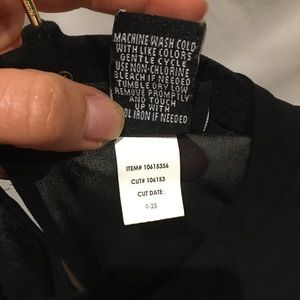 MACHINE WASH COLD
WITH LIKE COLORS
GENTLE CYCLE
USE NON-CHLORINE
BLEACH IF NEEDED
TUMBLE DRY LOW
REMOVE PROMPTLY
AND TOUCH
UP WITH
OL IRON IF NEEDED
ITEM# 10615356
CUT# 106153
CUT DATE:
4-25